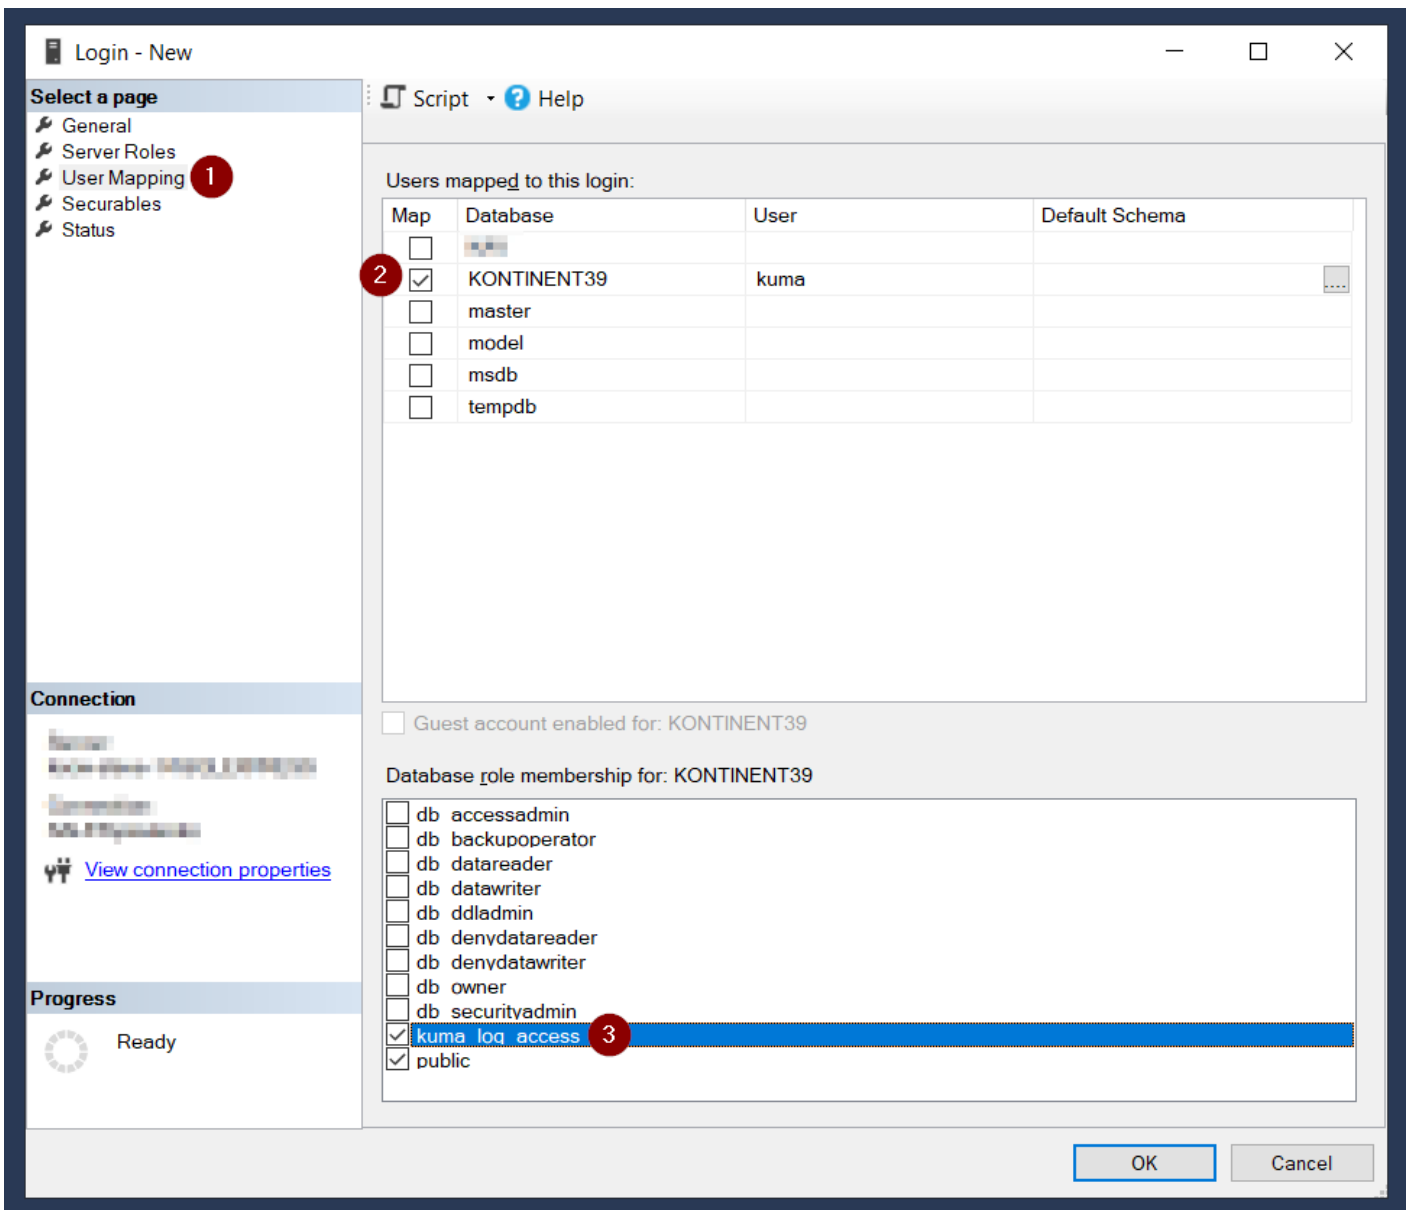 Login - New
Select a page
General
Server Roles
User Mapping 1
Securables
Status
Script Help
Users mapped to this login:
Map Database User Default Schema
2 KONTINENT39 kuma ....
master
model
msdb
tempdb
Guest account enabled for: KONTINENT39
Database role membership for: KONTINENT39
db_accessadmin
db_backupoperator
db_datareader
db_datawriter
db_ddladmin
db_denydatareader
db_denydatawriter
db_owner
db_securityadmin
kuma_log_access 3
public
Connection
View connection properties
Progress
Ready
OK Cancel